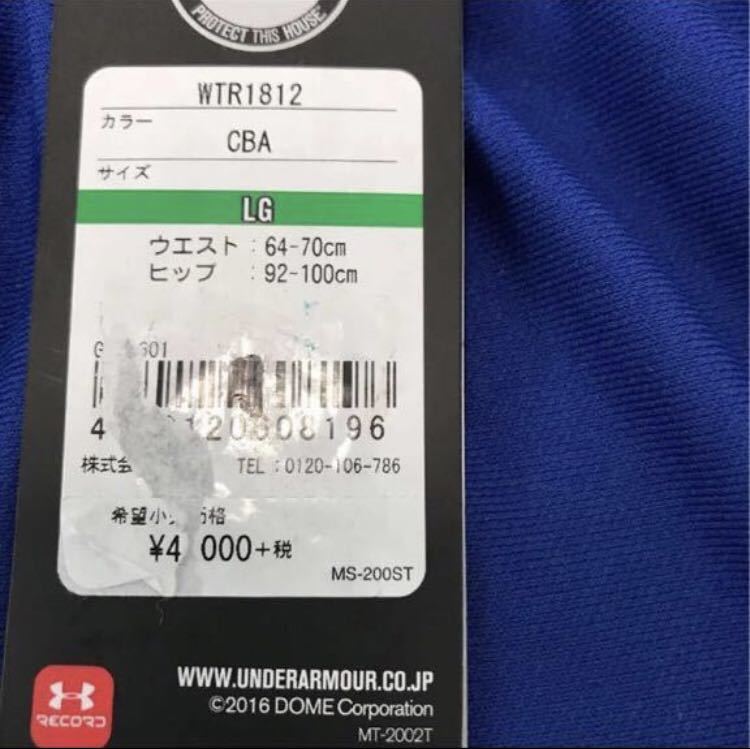 PROTECT THIS HOUSE
WTR1812
カラー
CBA
サイズ
LG
ウエスト : 64-70cm
ヒップ : 92-100cm
TEL : 0120-106-786
¥4 000+税
MS-200ST
WWW.UNDERARMOUR.CO.JP
©2016 DOME Corporation
RECORD
MT-2002T